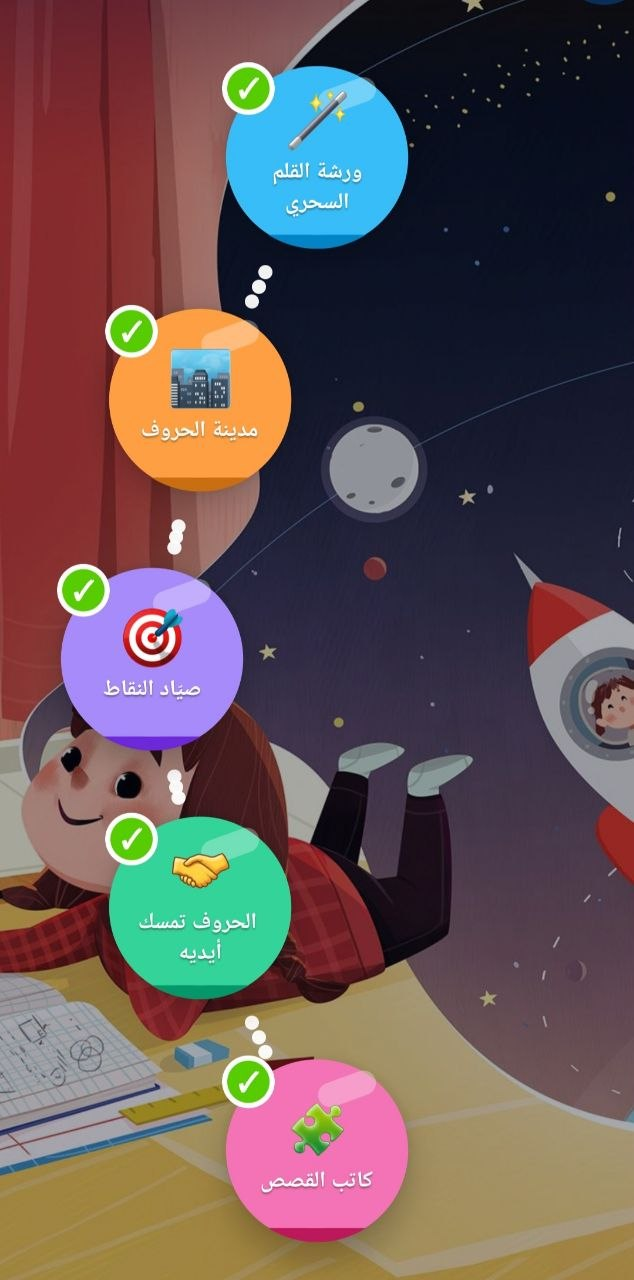 ورشة القلم
السحري
مدينة الحروف
صيّاد النقاط
الحروف تمسك
أيديه
كاتب القصص